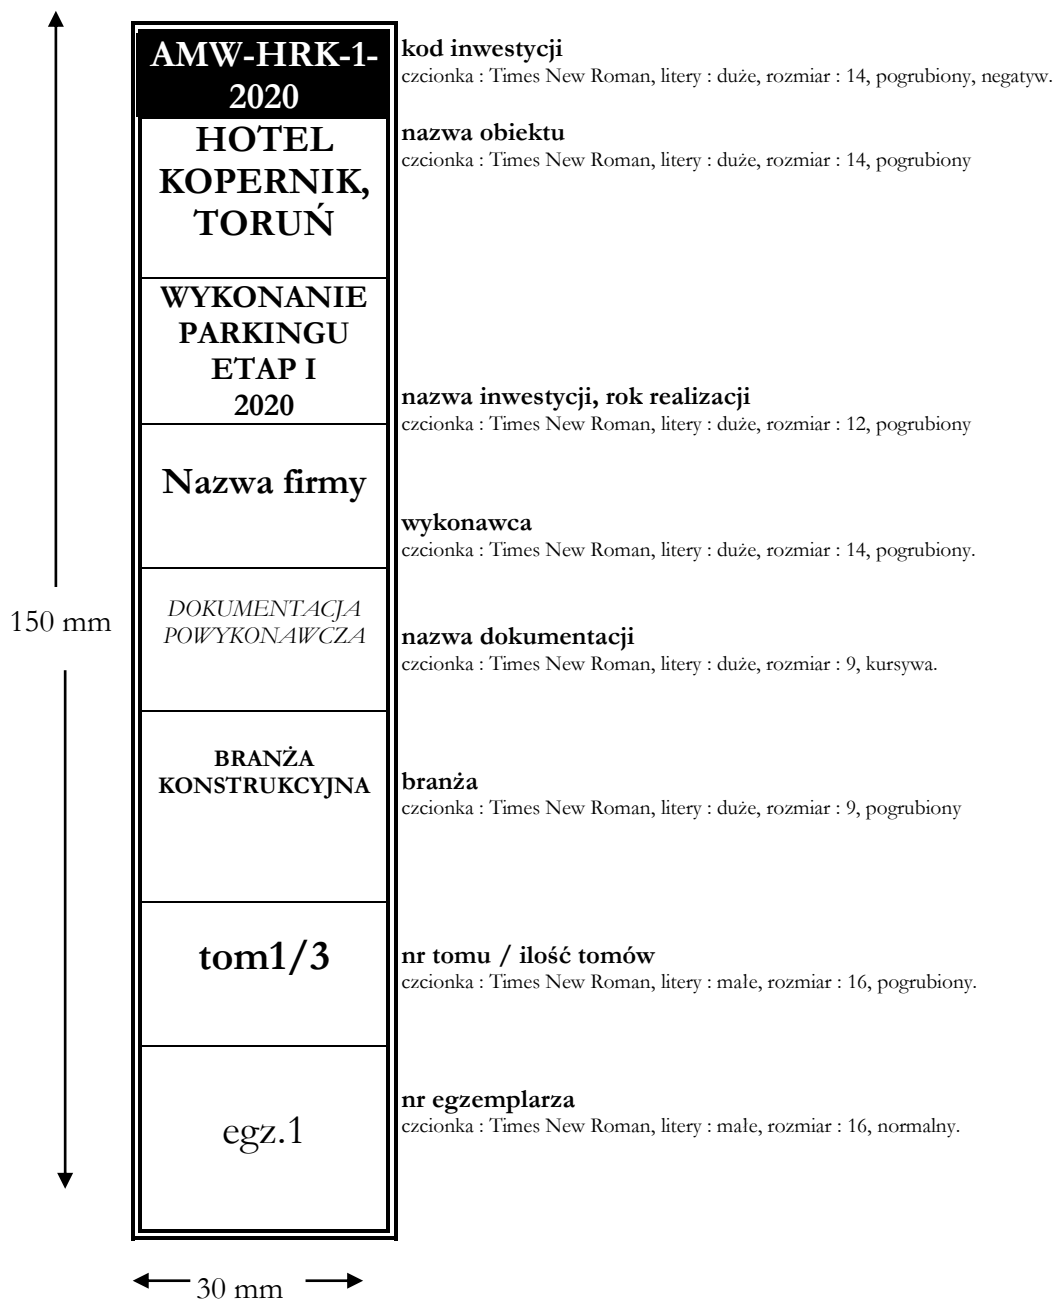 AMW-HRK-1-
2020
kod inwestycji
czcionka : Times New Roman, litery : duże, rozmiar : 14, pogrubiony, negatyw.
HOTEL
KOPERNIK,
TORUŃ
nazwa obiektu
czcionka : Times New Roman, litery : duże, rozmiar : 14, pogrubiony
WYKONANIE
PARKINGU
ETAP I
2020
nazwa inwestycji, rok realizacji
czcionka : Times New Roman, litery : duże, rozmiar : 12, pogrubiony
Nazwa firmy
wykonawca
czcionka : Times New Roman, litery : duże, rozmiar : 14, pogrubiony.
150 mm
DOKUMENTACJA
POWYKONAWCZA
nazwa dokumentacji
czcionka : Times New Roman, litery : duże, rozmiar : 9, kursywa.
BRANŻA
KONSTRUKCYJNA
branża
czcionka : Times New Roman, litery : duże, rozmiar : 9, pogrubiony
tom1/3
nr tomu / ilość tomów
czcionka : Times New Roman, litery : małe, rozmiar : 16, pogrubiony.
egz.1
nr egzemplarza
czcionka : Times New Roman, litery : małe, rozmiar : 16, normalny.
30 mm